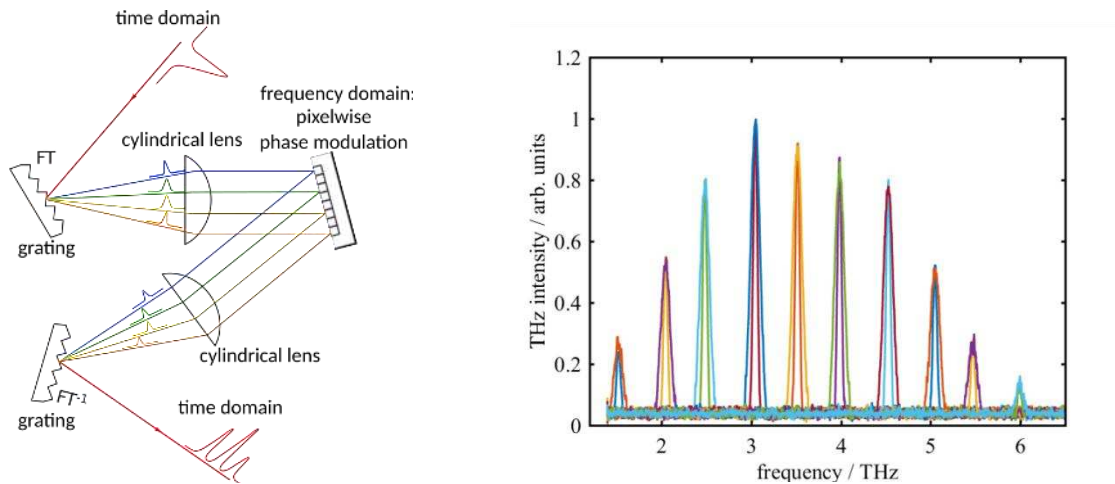 time domain
frequency domain:
pixelwise
phase modulation
cylindrical lens
FT
grating
cylindrical lens
FT-1
grating
time domain
1.2
1
0.8
0.6
0.4
0.2
0
THz intensity / arb. units
2 3 4 5 6
frequency / THz